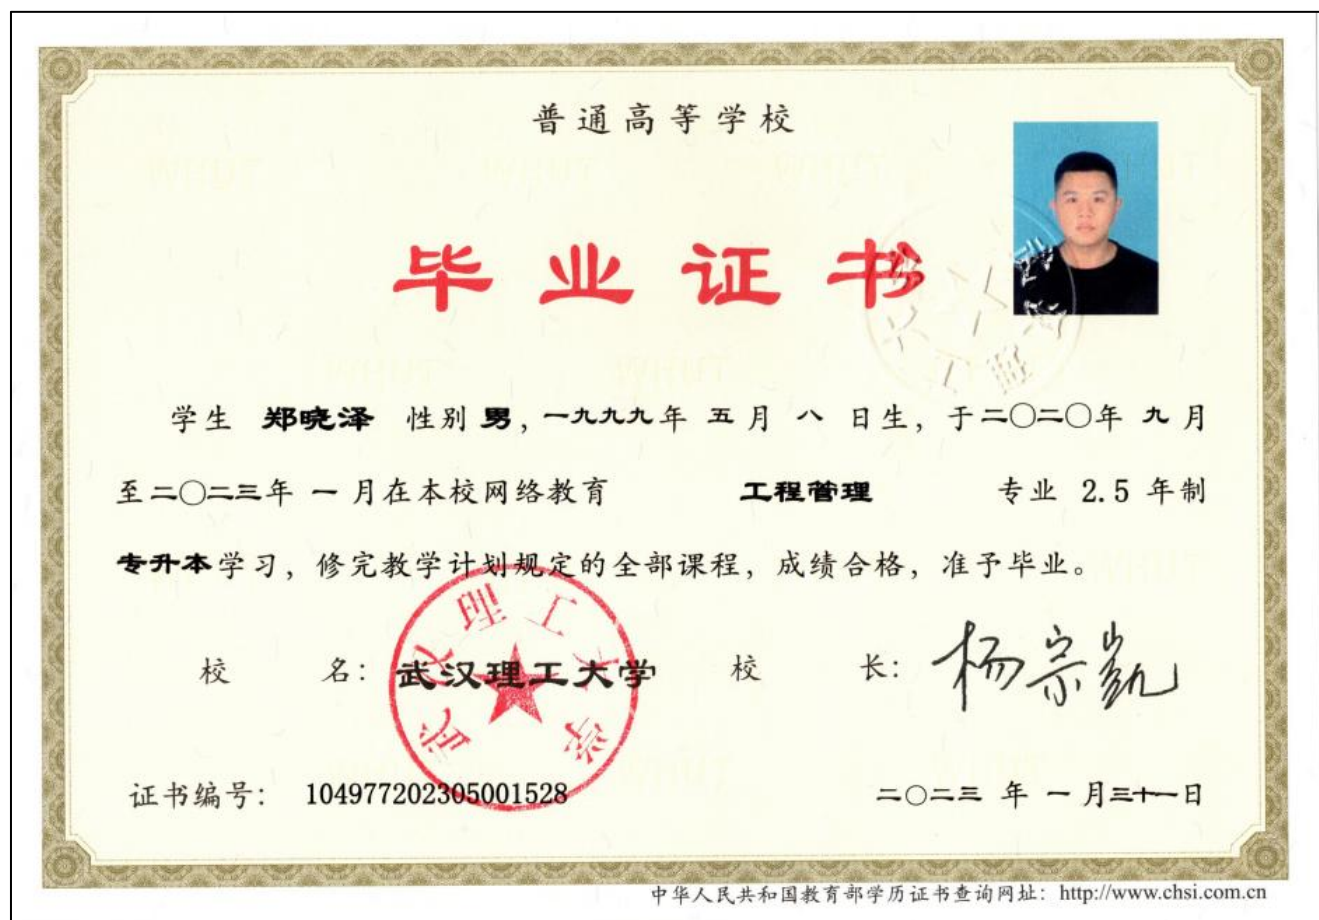 普通高等学校
毕业证书
学生 郑晓泽 性别 男，一九九九年 五 月 八 日生，于二〇二〇年 九 月
至二〇二三年 一 月在本校网络教育 工程管理 专业 2.5 年制
专升本学习，修完教学计划规定的全部课程，成绩合格，准予毕业。
校 名：武汉理工大学 校 长：杨宗凯
武汉理工大学
证书编号：104977202305001528 二〇二三 年 一 月三十一日
中华人民共和国教育部学历证书查询网址：http://www.chsi.com.cn